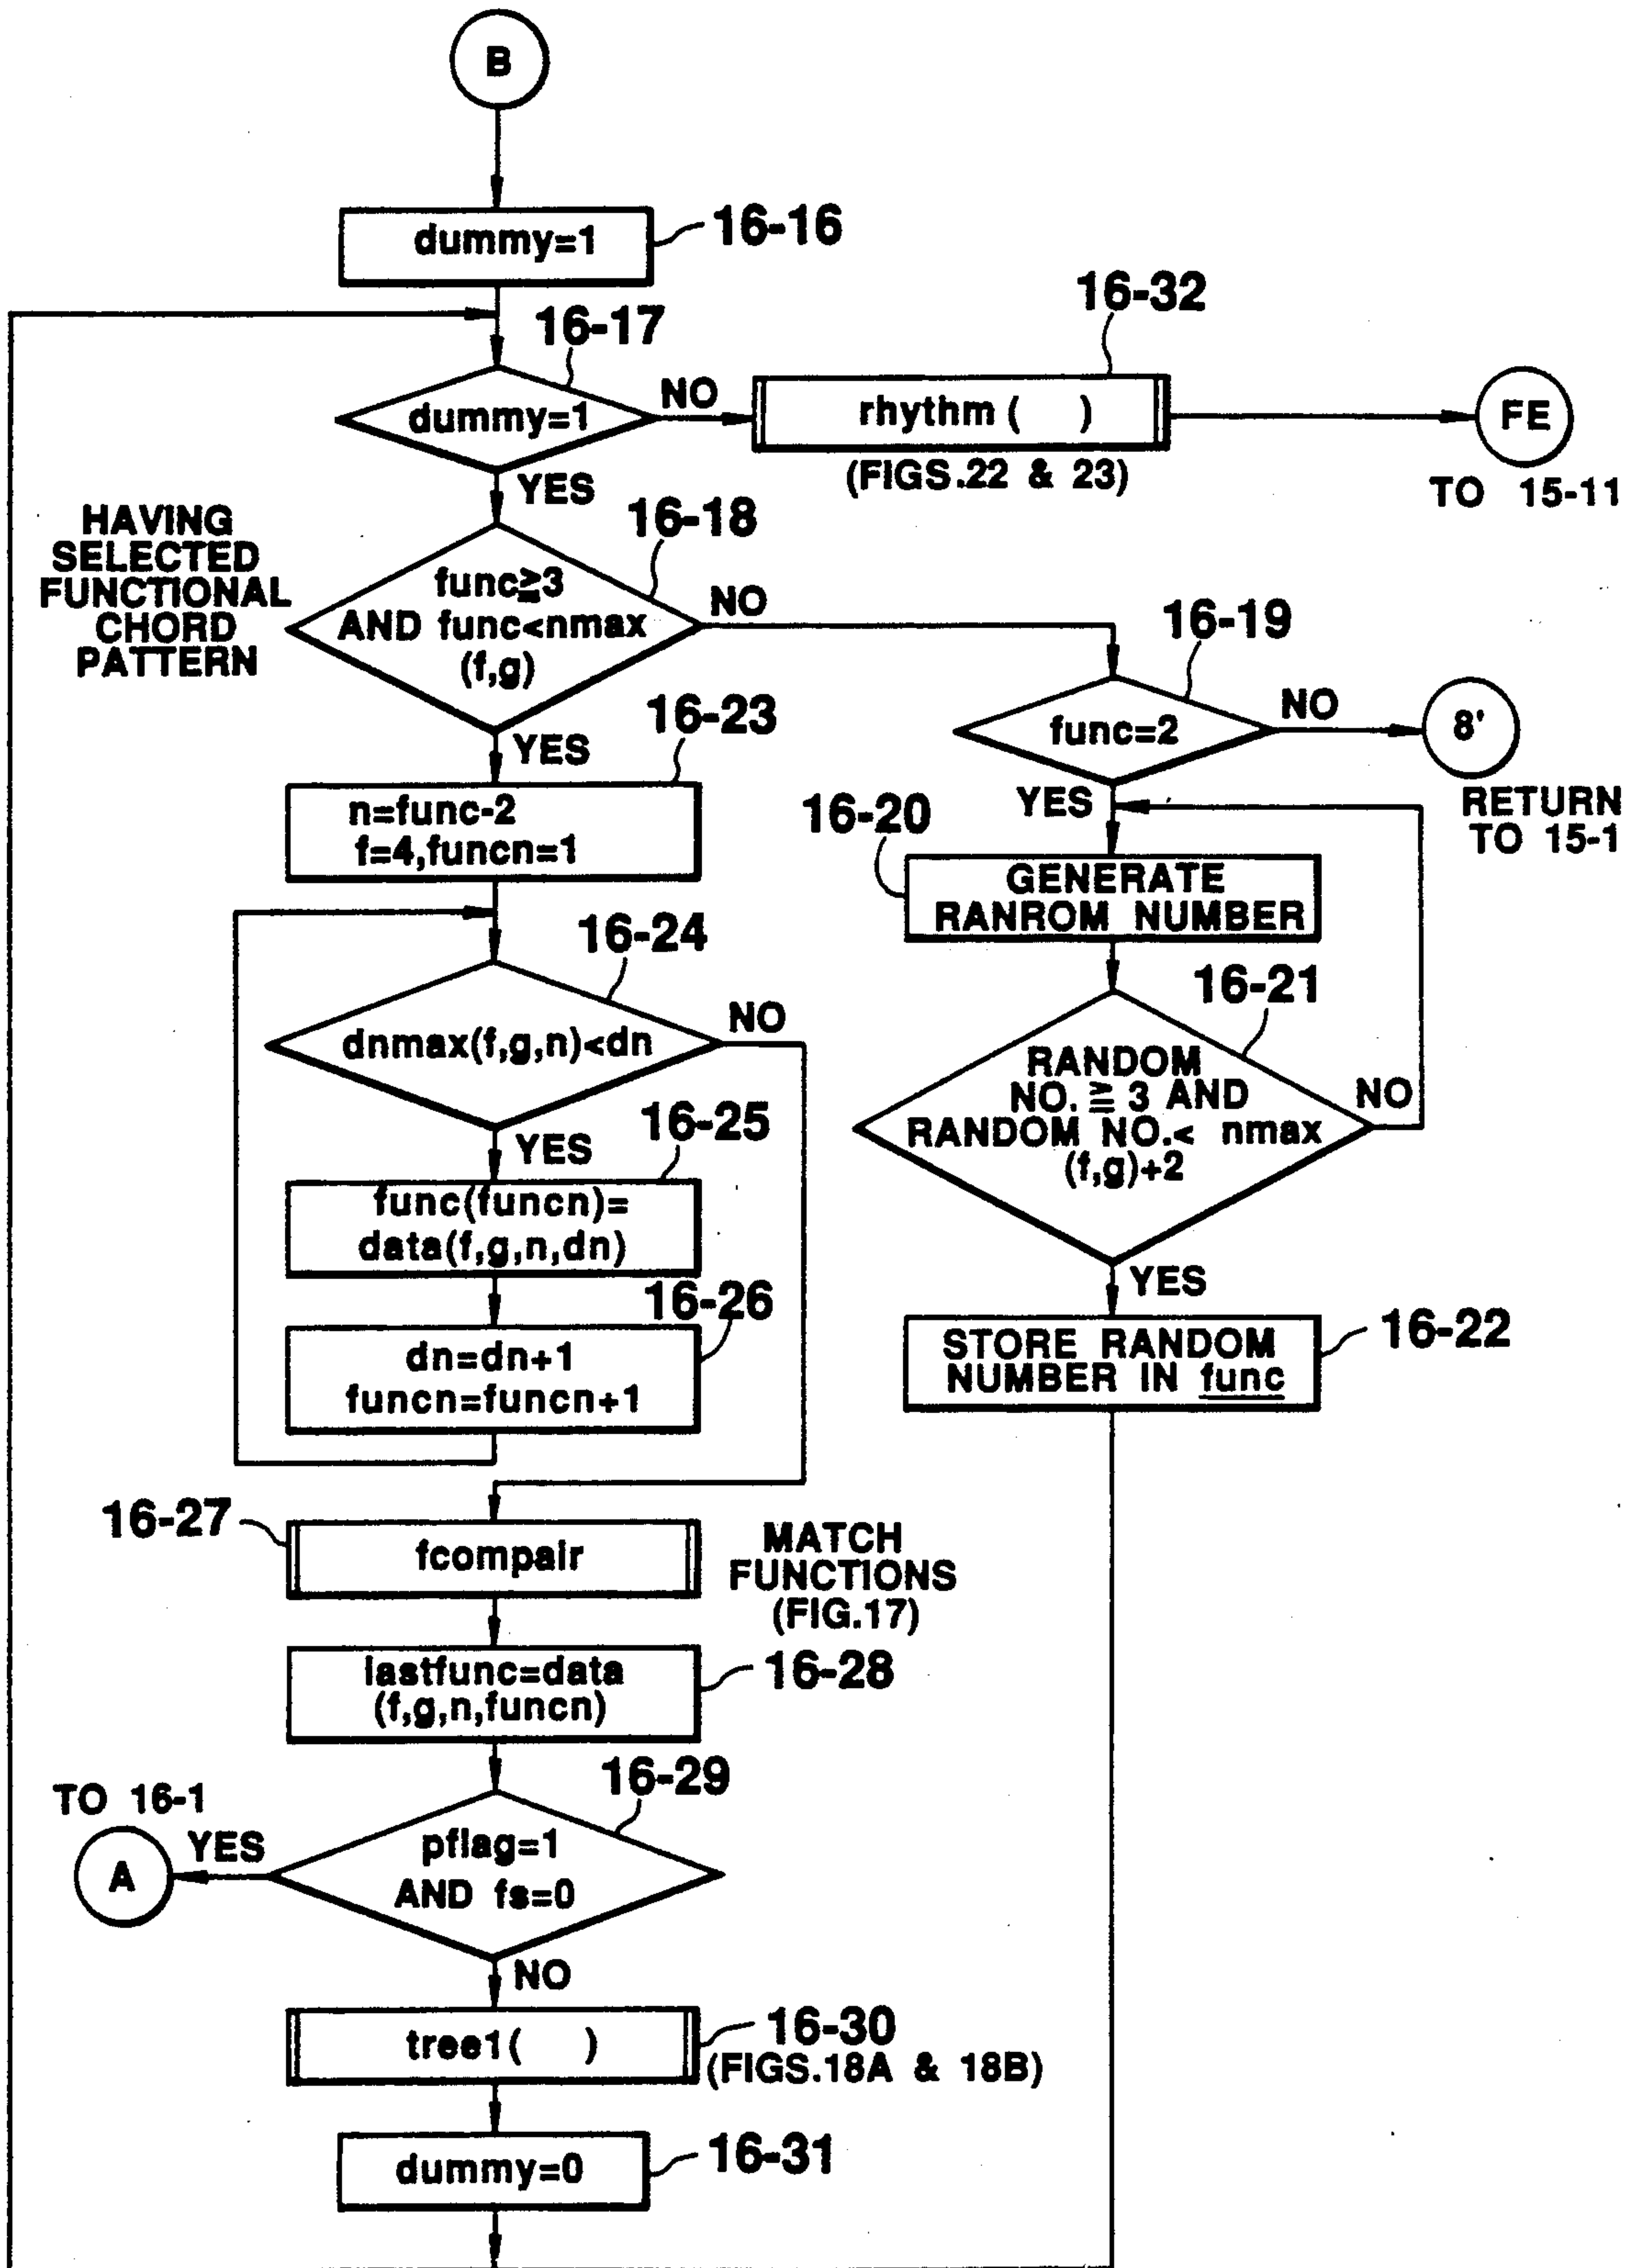 B
dummy=1
16-16
16-17
dummy=1
NO
16-32
rhythm ( )
(FIGS.22 & 23)
FE
TO 15-11
YES
HAVING
SELECTED
FUNCTIONAL
CHORD
PATTERN
16-18
func≧3
AND func<nmax
(f,g)
NO
16-19
func=2
NO
8'
RETURN
TO 15-1
YES
16-23
n=func-2
f=4,funcn=1
YES
16-20
GENERATE
RANROM NUMBER
16-24
dnmax(f,g,n)<dn
NO
16-21
RANDOM
NO. ≧ 3 AND
RANDOM NO.< nmax
(f,g)+2
NO
YES
16-25
func(funcn)=
data(f,g,n,dn)
YES
16-22
STORE RANDOM
NUMBER IN func
16-26
dn=dn+1
funcn=funcn+1
16-27
fcompair
MATCH
FUNCTIONS
(FIG.17)
lastfunc=data
(f,g,n,funcn)
16-28
16-29
TO 16-1
A
YES
pflag=1
AND fs=0
NO
tree1( )
16-30
(FIGS.18A & 18B)
dummy=0
16-31